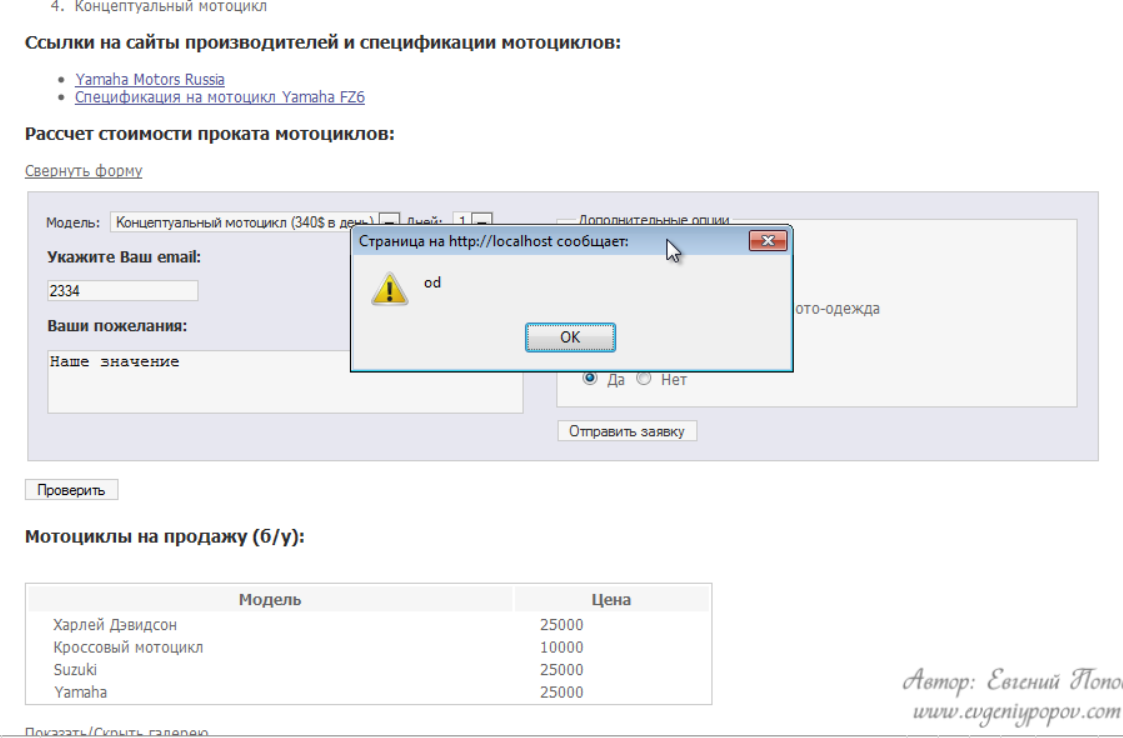 4. Концептуальный мотоцикл
Ссылки на сайты производителей и спецификации мотоциклов:
Yamaha Motors Russia
Спецификация на мотоцикл Yamaha FZ6
Рассчет стоимости проката мотоциклов:
Свернуть форму
Модель: Концептуальный мотоцикл (340$ в день) Дней: 1
Дополнительные опции
Страница на http://localhost сообщает:
od
OK
Укажите Ваш email:
2334
ото-одежда
Ваши пожелания:
Наше значение
Да Нет
Отправить заявку
Проверить
Мотоциклы на продажу (б/у):
Модель Цена
Харлей Дэвидсон 25000
Кроссовый мотоцикл 10000
Suzuki 25000
Yamaha 25000
Показать/Скрыть галерею
Автор: Евгений Попо
www.evgeniypopov.com